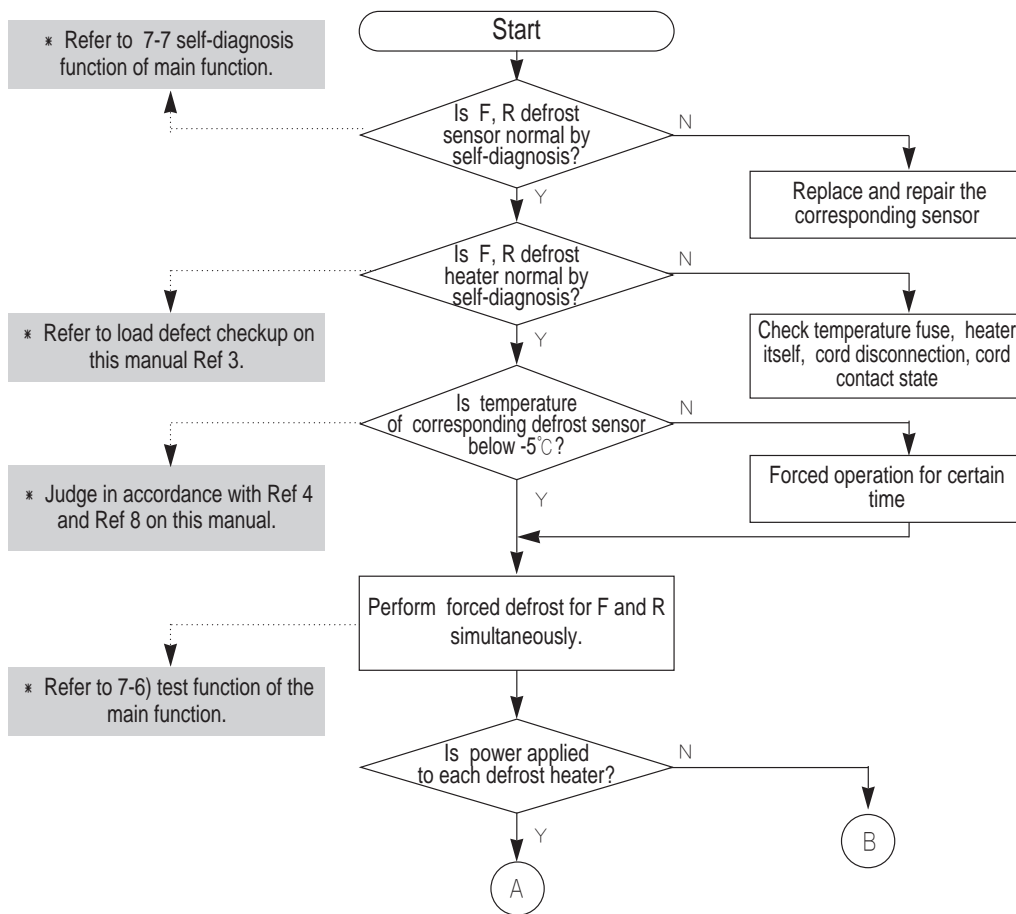 Start
* Refer to 7-7 self-diagnosis
function of main function.
Is F, R defrost
sensor normal by
self-diagnosis?
N
Y
Replace and repair the
corresponding sensor
Is F, R defrost
heater normal by
self-diagnosis?
N
Y
* Refer to load defect checkup on
this manual Ref 3.
Check temperature fuse, heater
itself, cord disconnection, cord
contact state
Is temperature
of corresponding defrost sensor
below -5℃?
N
Y
* Judge in accordance with Ref 4
and Ref 8 on this manual.
Forced operation for certain
time
Perform forced defrost for F and R
simultaneously.
* Refer to 7-6) test function of the
main function.
Is power applied
to each defrost heater?
N
Y
B
A